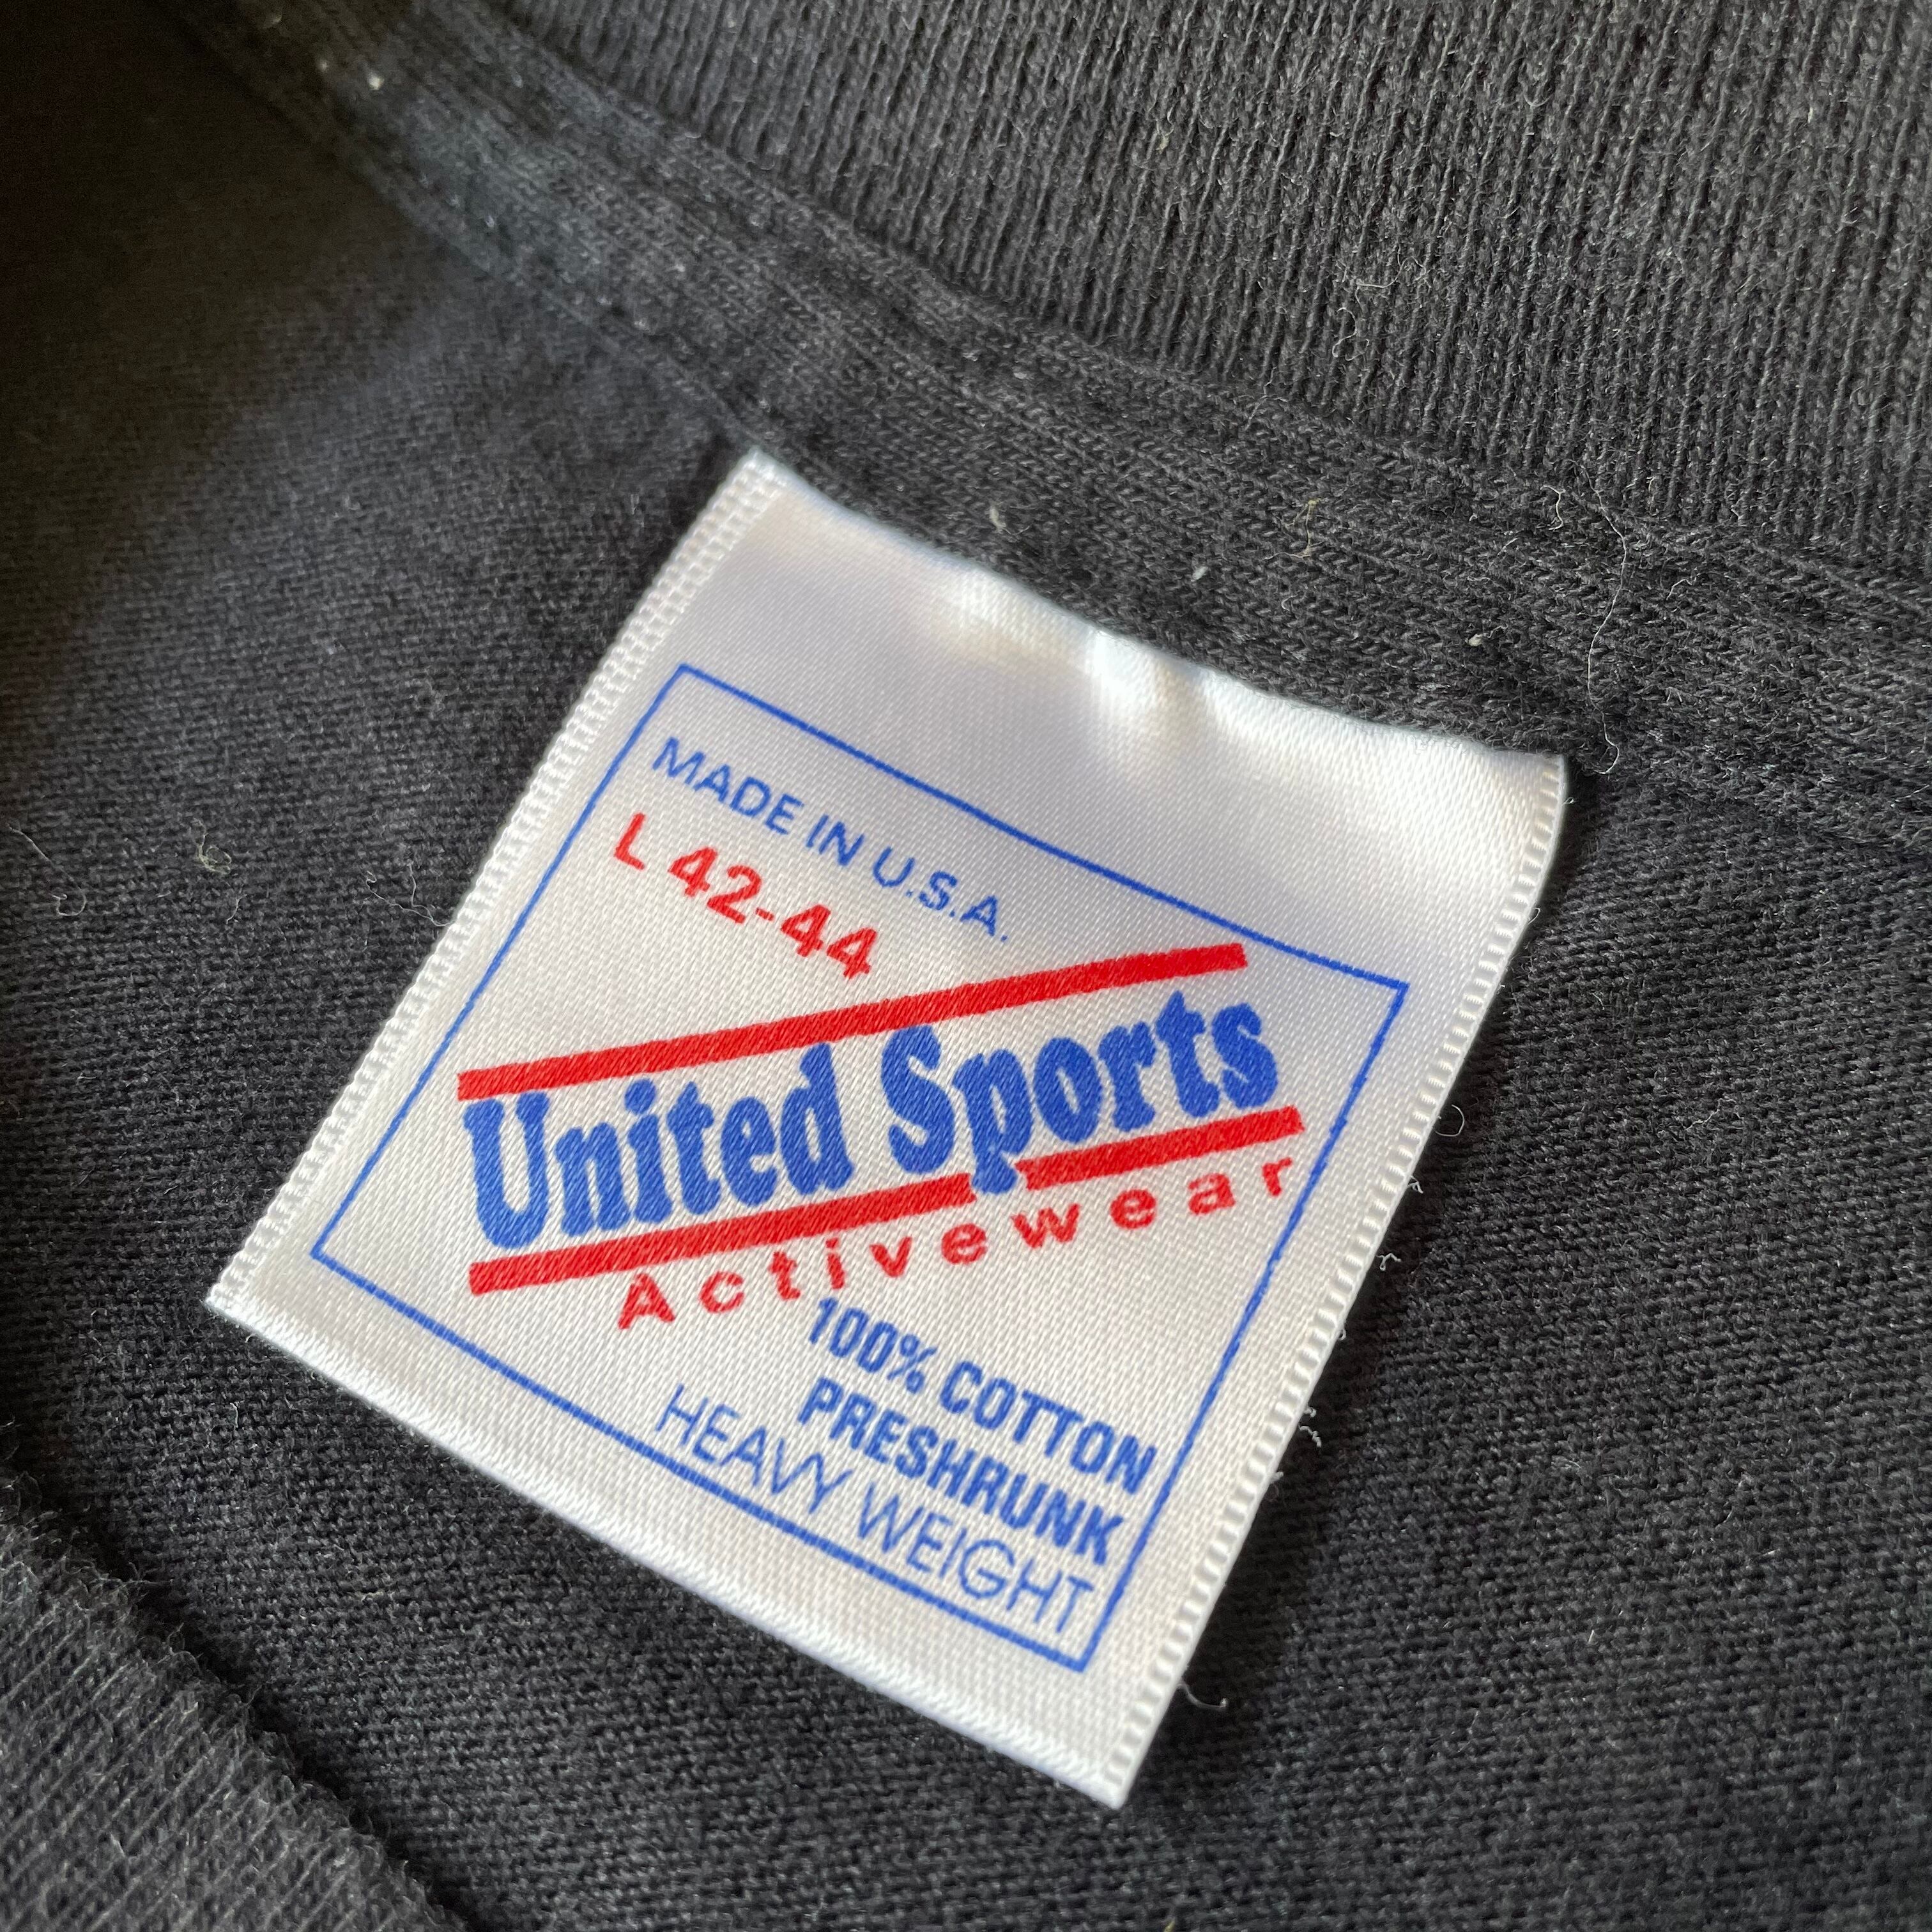 MADE IN U.S.A.
L 42-44
United Sports
Activewear
100% COTTON
PRESHRUNK
HEAVY WEIGHT